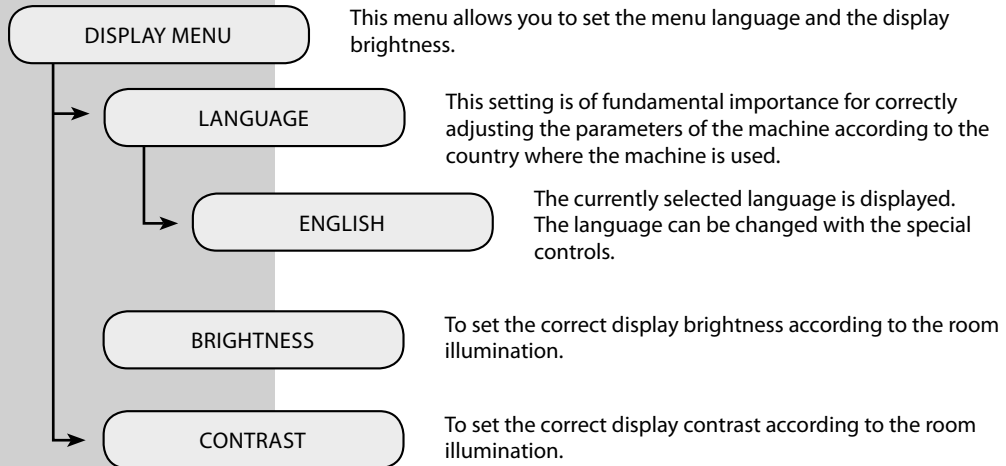 DISPLAY MENU
This menu allows you to set the menu language and the display
brightness.
LANGUAGE
This setting is of fundamental importance for correctly
adjusting the parameters of the machine according to the
country where the machine is used.
ENGLISH
The currently selected language is displayed.
The language can be changed with the special
controls.
BRIGHTNESS
To set the correct display brightness according to the room
illumination.
CONTRAST
To set the correct display contrast according to the room
illumination.